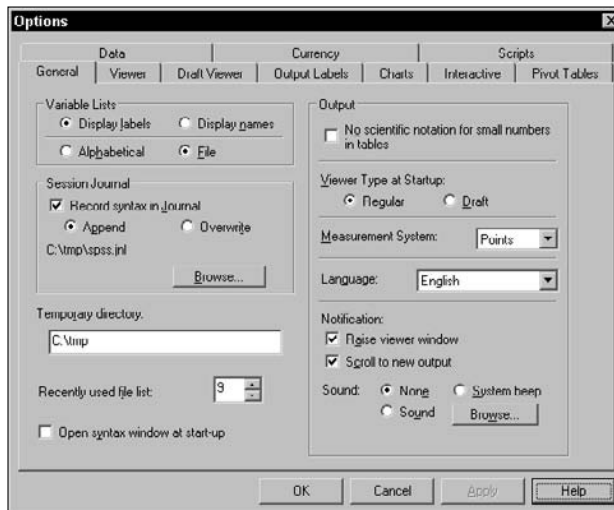 Options
Data Currency Scripts
General Viewer Draft Viewer Output Labels Charts Interactive Pivot Tables
Variable Lists
Display labels Display names
Alphabetical File
Session Journal
Record syntax in Journal
Append Overwrite
C:\tmp\spss.jnl
Browse...
Temporary directory:
C:\tmp
Recently used file list: 9
Open syntax window at start-up
Output
No scientific notation for small numbers
in tables
Viewer Type at Startup:
Regular Draft
Measurement System: Points
Language: English
Notification:
Raise viewer window
Scroll to new output
Sound: None System beep
Sound Browse...
OK Cancel Apply Help